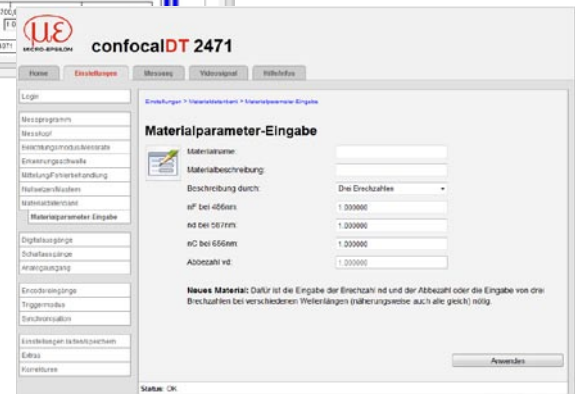 µε
MICRO-EPSILON
confocalDT 2471
Home
Einstellungen
Messung
Videosignal
Hilfe/Infos
Login
Messprogramm
Messkopf
Belichtungsmodus/Messrate
Erkennungsschwelle
Mittelung/Fehlerbehandlung
Nullsetzen/Mastern
Materialdatenbank
Materialparameter-Eingabe
Digitalausgänge
Schaltausgänge
Analogausgang
Encodereingänge
Triggermodus
Synchronisation
Einstellungen laden/speichern
Extras
Korrekturen
Einstellungen > Materialdatenbank > Materialparameter-Eingabe
Materialparameter-Eingabe
Materialname:
Materialbeschreibung:
Beschreibung durch: Drei Brechzahlen
nF bei 486nm: 1.000000
nd bei 587nm: 1.000000
nC bei 656nm: 1.000000
Abbezahl vd: 1.000000
Neues Material: Dafür ist die Eingabe der Brechzahl nd und der Abbezahl oder die Eingabe von drei
Brechzahlen bei verschiedenen Wellenlängen (näherungsweise auch alle gleich) nötig.
Anwenden
Status: OK